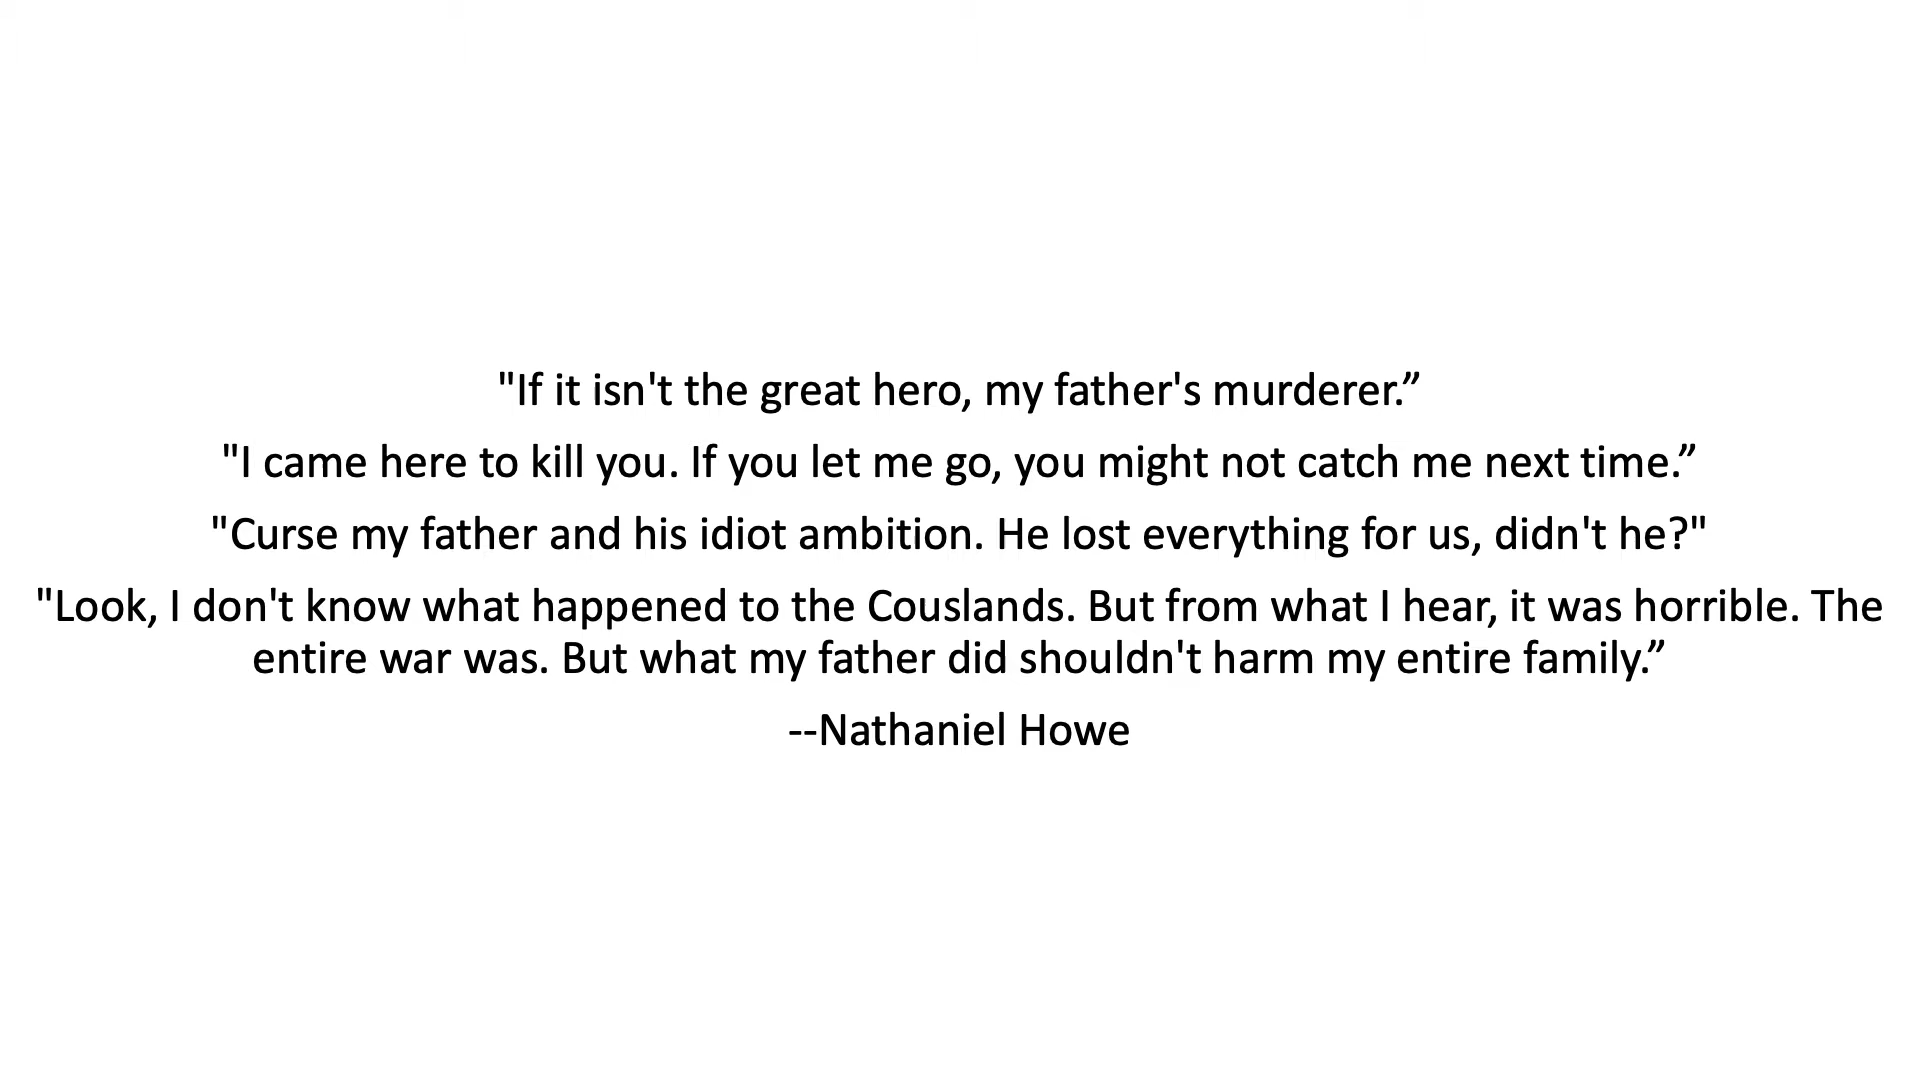 "If it isn't the great hero, my father's murderer.”
"I came here to kill you. If you let me go, you might not catch me next time.”
"Curse my father and his idiot ambition. He lost everything for us, didn't he?"
"Look, I don't know what happened to the Couslands. But from what I hear, it was horrible. The
entire war was. But what my father did shouldn't harm my entire family.”
--Nathaniel Howe